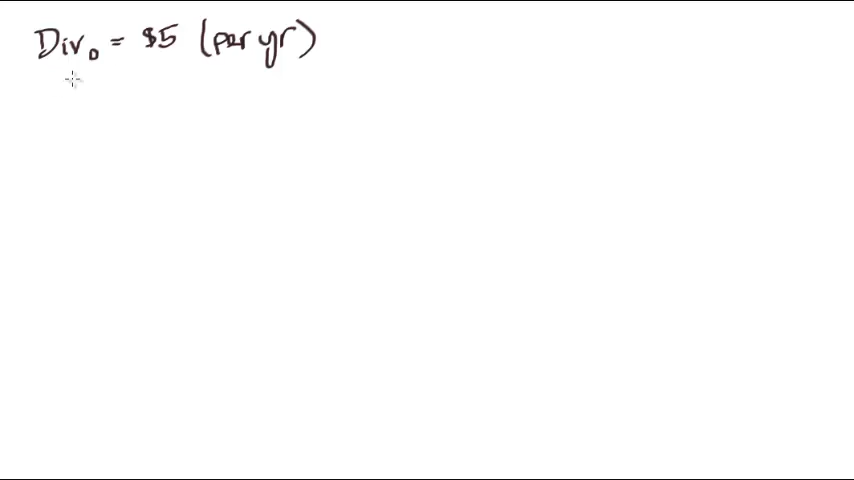 Div₀ = $5 (per yr)